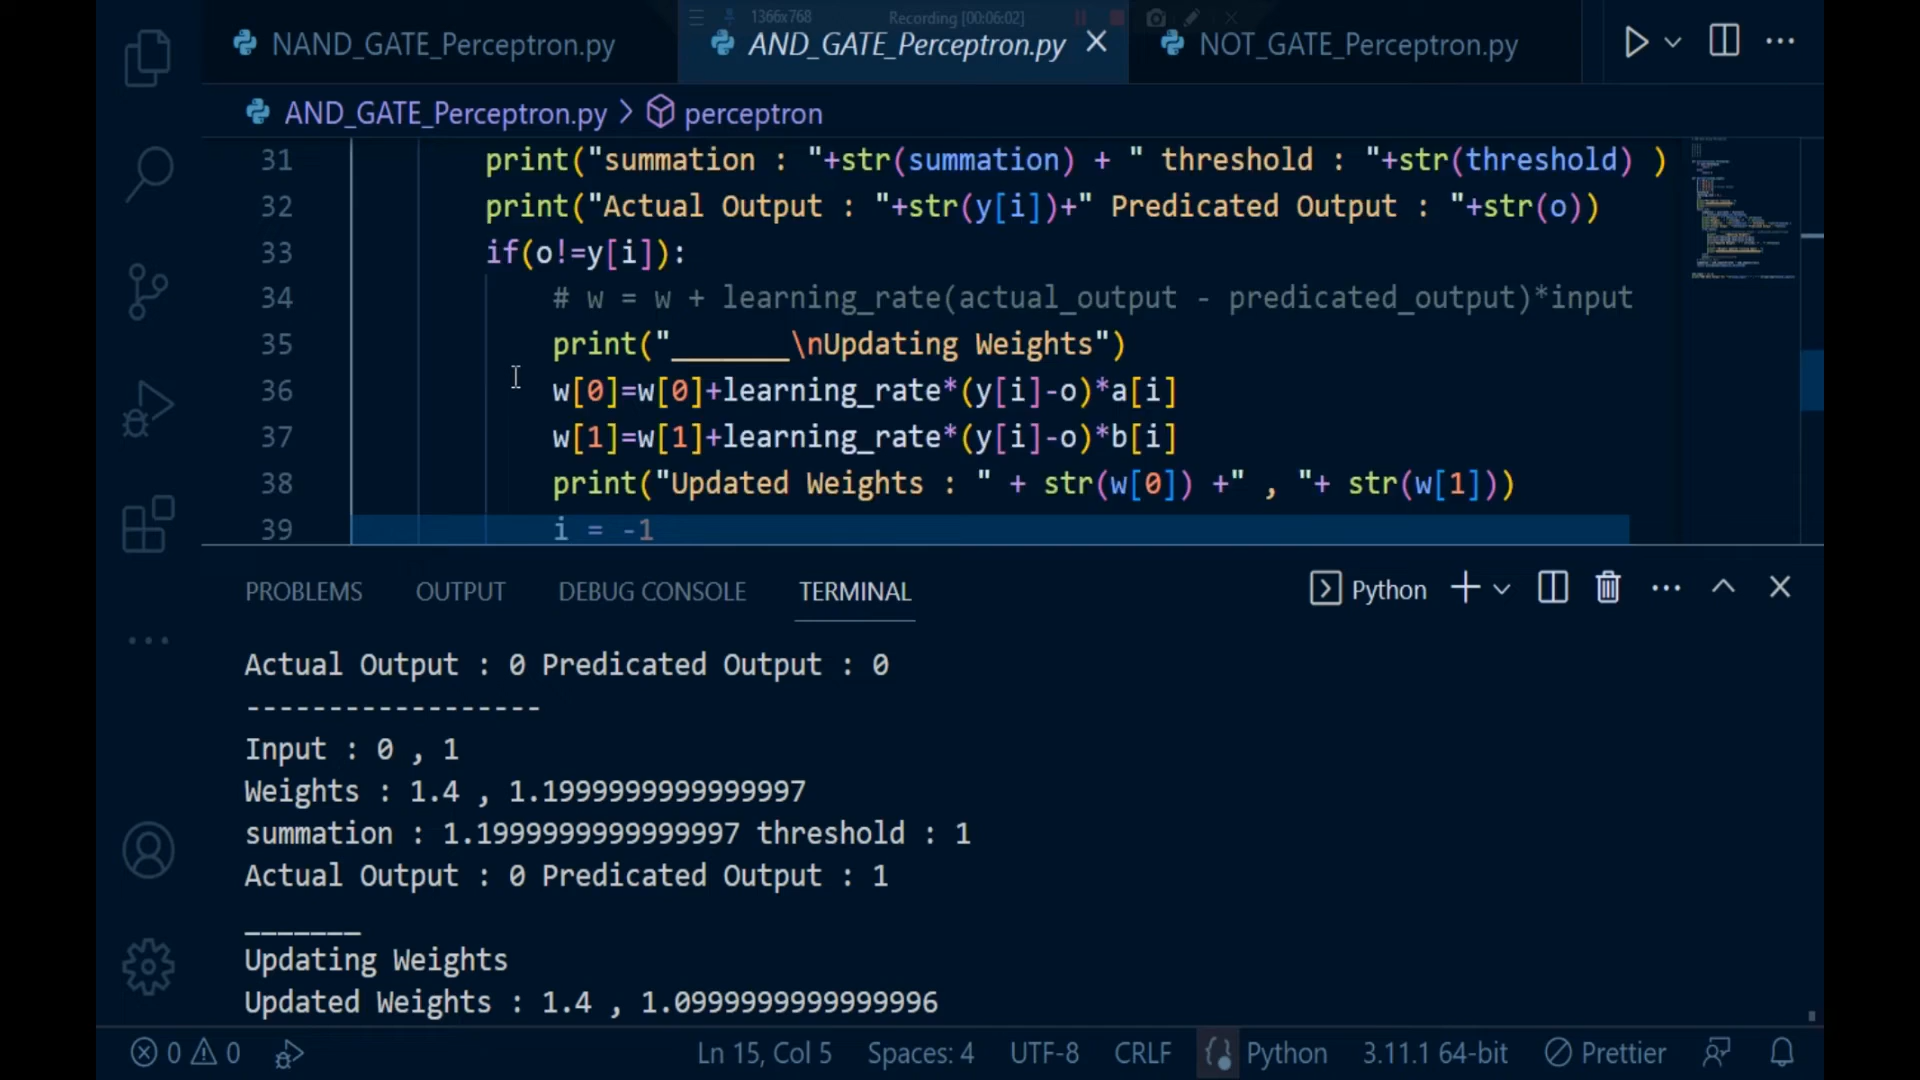 1366x768 Recording [00:06:02]
NAND_GATE_Perceptron.py AND_GATE_Perceptron.py NOT_GATE_Perceptron.py
AND_GATE_Perceptron.py > perceptron
31 print("summation : "+str(summation) + " threshold : "+str(threshold) )
32 print("Actual Output : "+str(y[i])+" Predicated Output : "+str(o))
33 if(o!=y[i]):
34 # w = w + learning_rate(actual_output - predicated_output)*input
35 print("_______\nUpdating Weights")
36 w[0]=w[0]+learning_rate*(y[i]-o)*a[i]
37 w[1]=w[1]+learning_rate*(y[i]-o)*b[i]
38 print("Updated Weights : " + str(w[0]) +" , "+ str(w[1]))
39 i = -1
PROBLEMS OUTPUT DEBUG CONSOLE TERMINAL Python
Actual Output : 0 Predicated Output : 0
------------------
Input : 0 , 1
Weights : 1.4 , 1.1999999999999997
summation : 1.1999999999999997 threshold : 1
Actual Output : 0 Predicated Output : 1
_______
Updating Weights
Updated Weights : 1.4 , 1.0999999999999996
0 0 Ln 15, Col 5 Spaces: 4 UTF-8 CRLF Python 3.11.1 64-bit Prettier